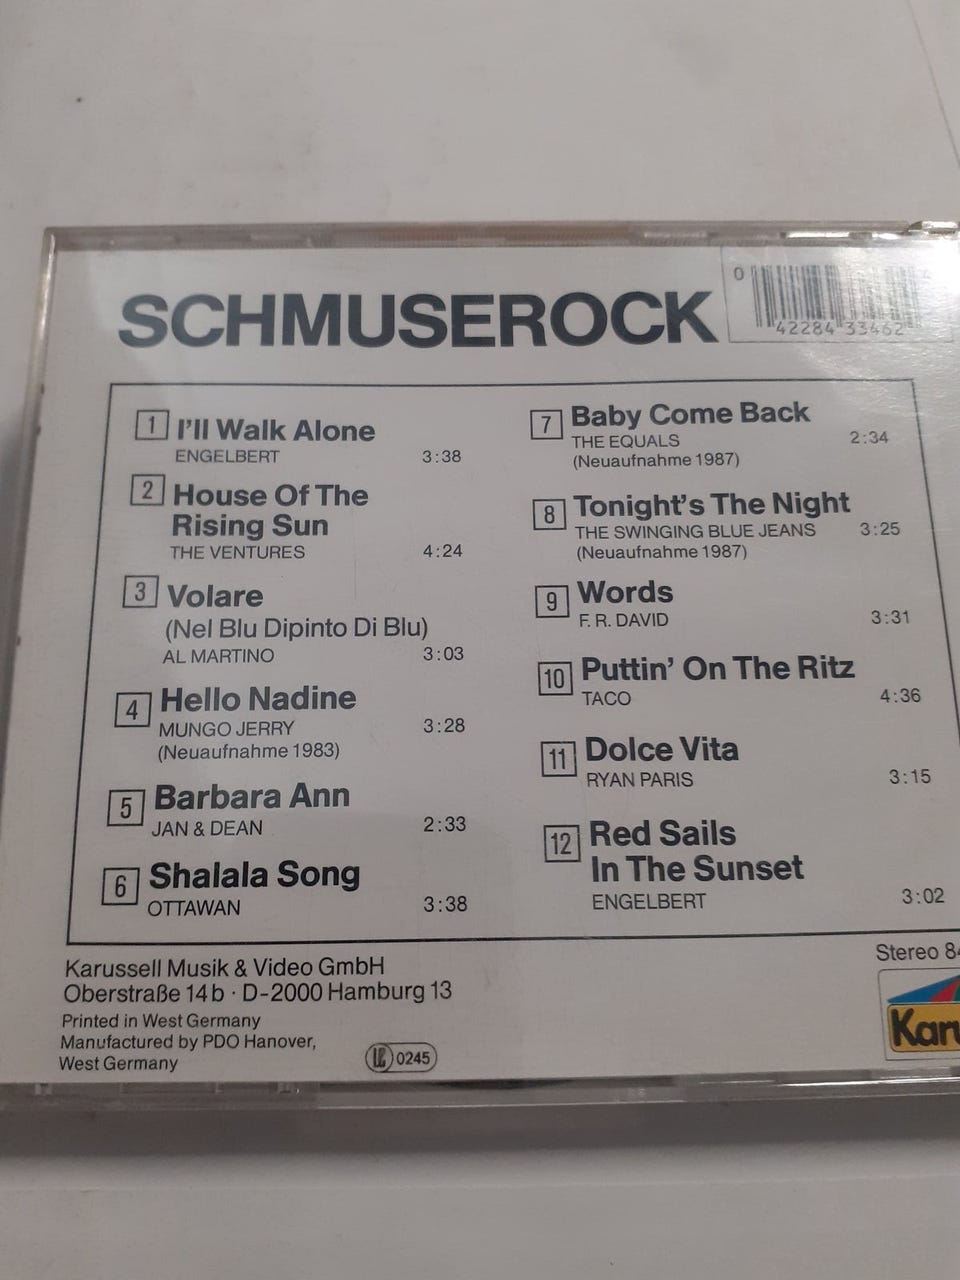 SCHMUSEROCK
0
42284 33462
1 I'll Walk Alone
ENGELBERT 3:38
2 House Of The
Rising Sun
THE VENTURES 4:24
3 Volare
(Nel Blu Dipinto Di Blu)
AL MARTINO 3:03
4 Hello Nadine
MUNGO JERRY 3:28
(Neuaufnahme 1983)
5 Barbara Ann
JAN & DEAN 2:33
6 Shalala Song
OTTAWAN 3:38
7 Baby Come Back
THE EQUALS 2:34
(Neuaufnahme 1987)
8 Tonight's The Night
THE SWINGING BLUE JEANS 3:25
(Neuaufnahme 1987)
9 Words
F. R. DAVID 3:31
10 Puttin' On The Ritz
TACO 4:36
11 Dolce Vita
RYAN PARIS 3:15
12 Red Sails
In The Sunset
ENGELBERT 3:02
Karussell Musik & Video GmbH
Oberstraße 14b · D-2000 Hamburg 13
Printed in West Germany
Manufactured by PDO Hanover,
West Germany
LC 0245
Stereo 84
Karu